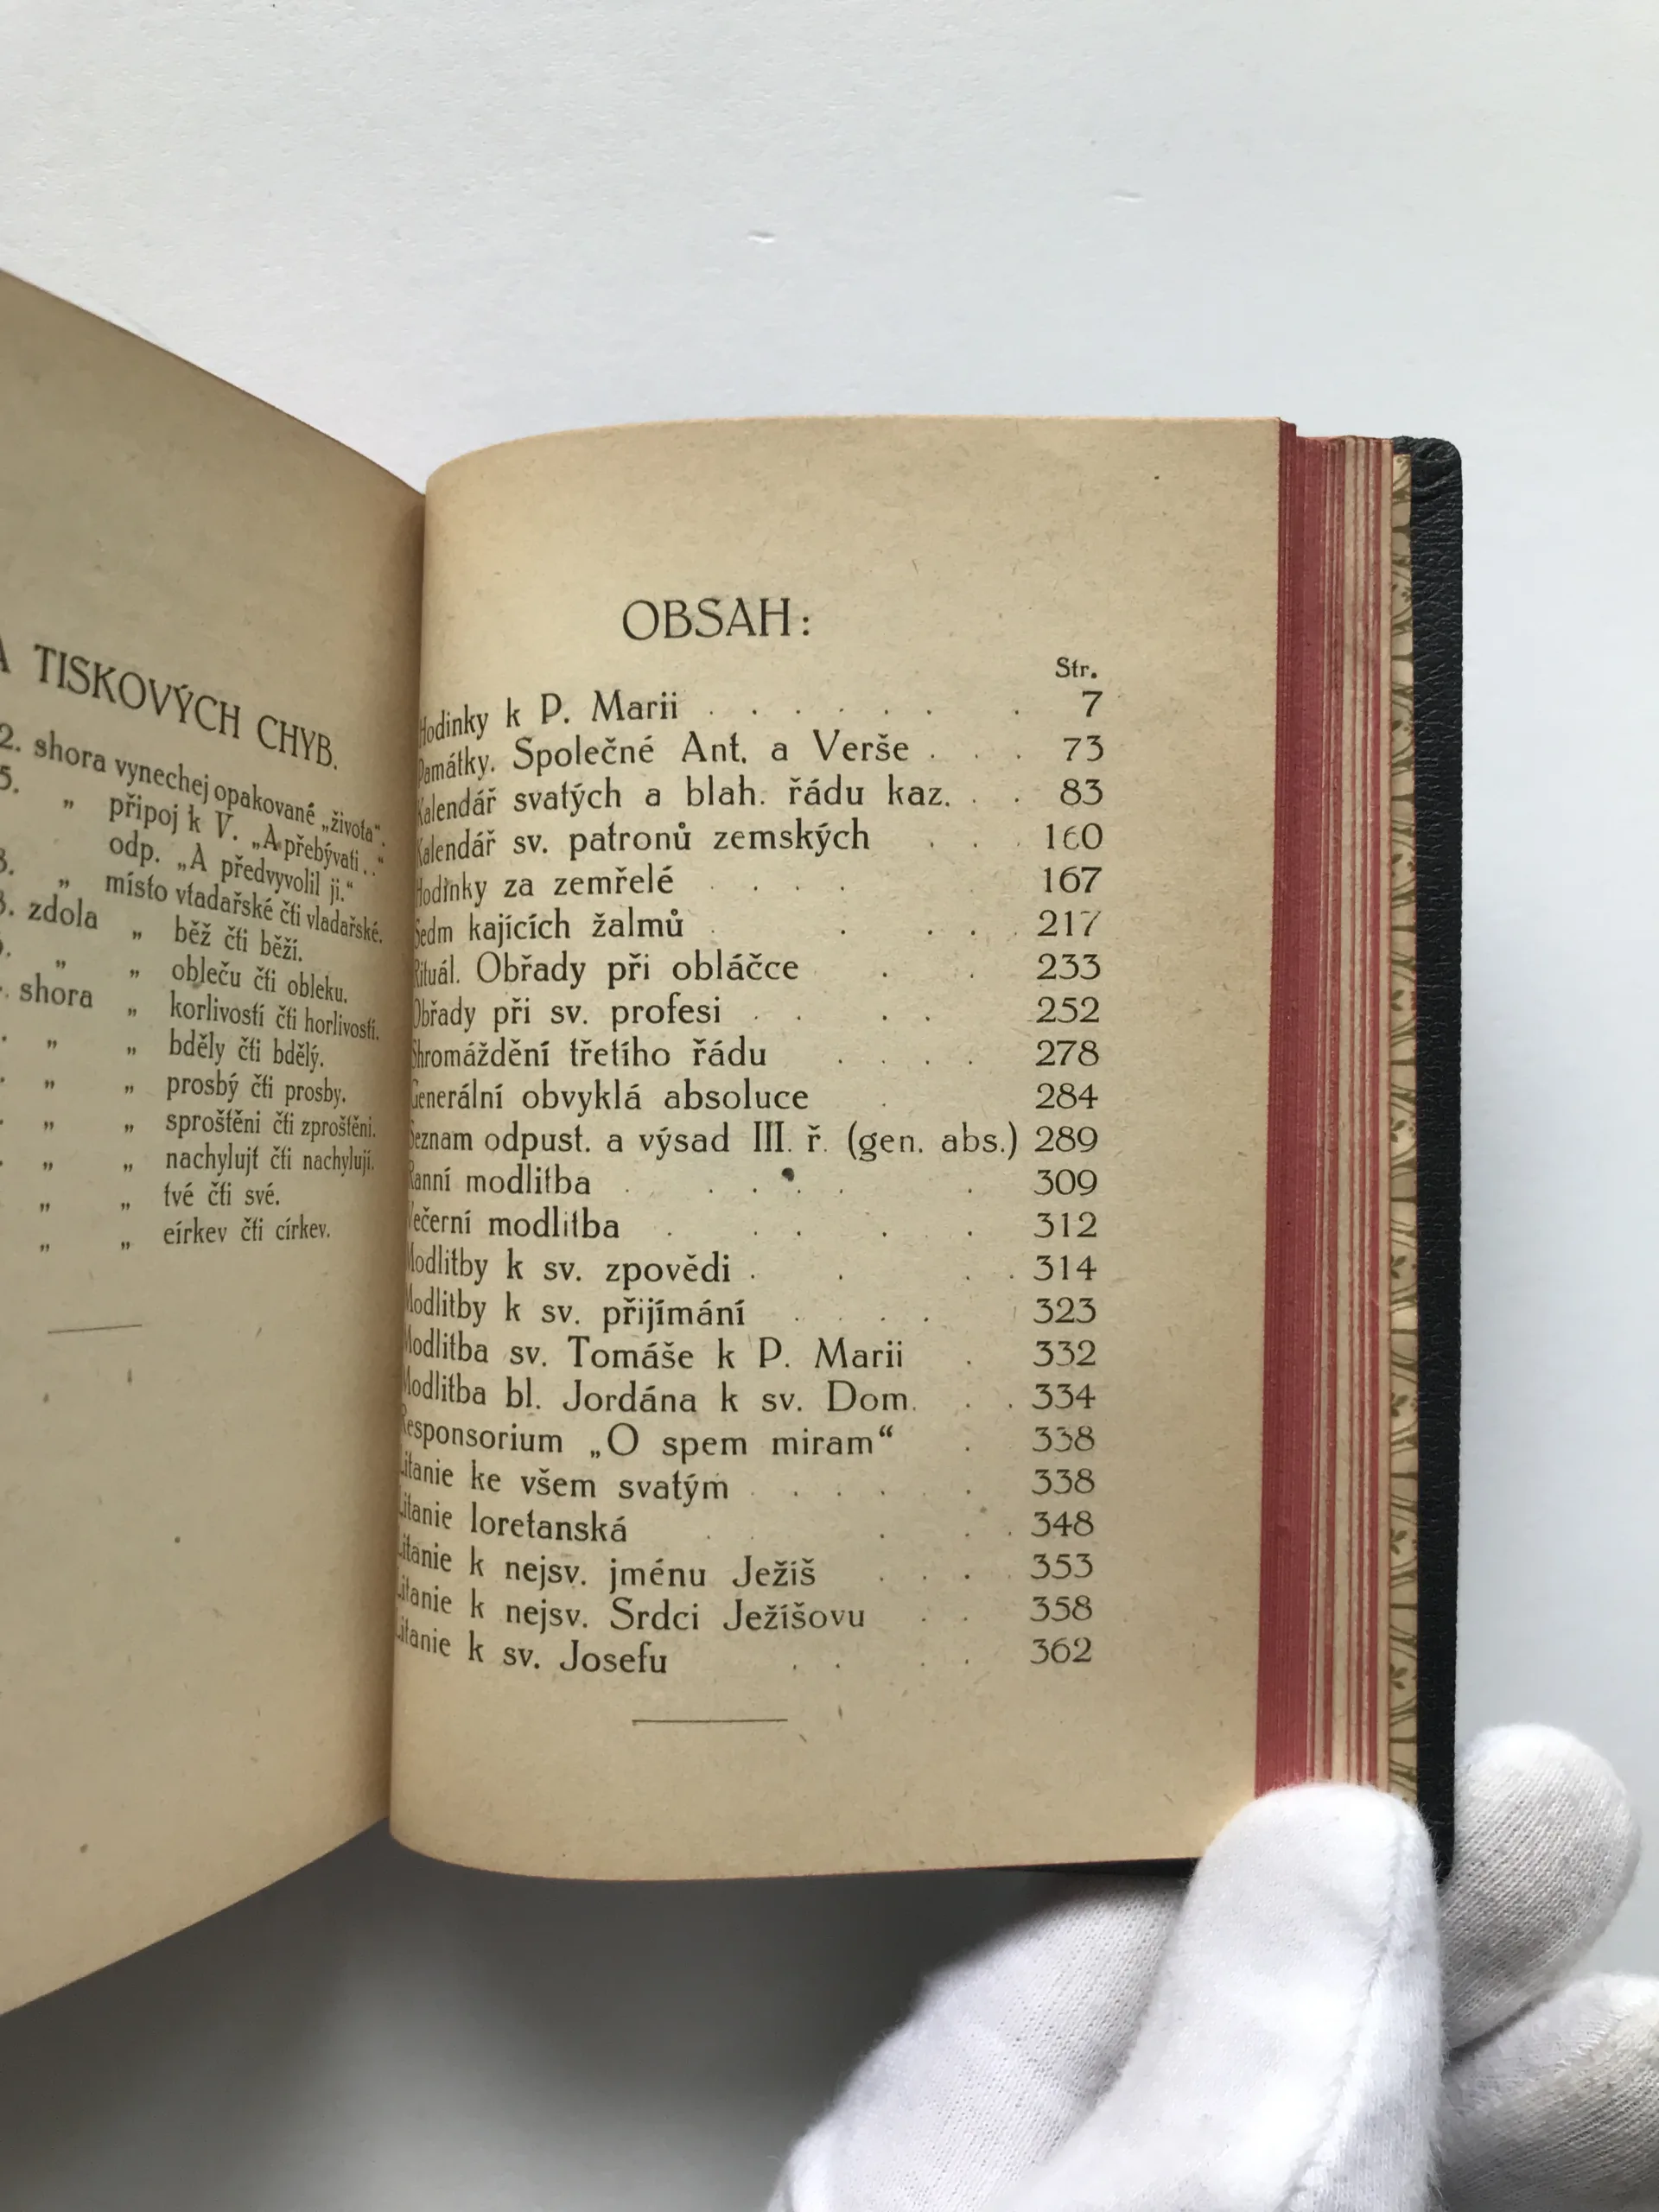 TISKOVÝCH CHYB.
2. shora vynechej opakované „života“.
5. „ připoj k V. „A přebývati . .“
odp. „A předvyvolil ji.“
„ místo vtadařské čti vladařské.
zdola „ běž čti běží.
„ „ obleču čti obleku.
shora „ korlivostí čti horlivostí.
„ „ bděly čti bdělý.
„ „ prosbý čti prosby.
„ „ sproštěni čti zproštěni.
„ „ nachylujť čti nachylují.
„ „ tvé čti své.
„ „ eírkev čti církev.
OBSAH:
Str.
Hodinky k P. Marii . . . . . . . 7
Památky. Společné Ant. a Verše . . . 73
Kalendář svatých a blah. řádu kaz. . . 83
Kalendář sv. patronů zemských . . . 160
Hodinky za zemřelé . . . . . 167
Sedm kajících žalmů . . . . . 217
Rituál. Obřady při obláčce . . 233
Obřady při sv. profesi . . . . 252
Shromáždění třetího řádu . . . . 278
Generální obvyklá absoluce . 284
Seznam odpust. a výsad III. ř. (gen. abs.) 289
Ranní modlitba . . . . . . 309
Večerní modlitba . . . . . 312
Modlitby k sv. zpovědi . . . . 314
Modlitby k sv. přijímání . . . . 323
Modlitba sv. Tomáše k P. Marii . 332
Modlitba bl. Jordána k sv. Dom. . . 334
Responsorium „O spem miram“ . 338
Litanie ke všem svatým . . . . . . 338
Litanie loretanská . . . . 348
Litanie k nejsv. jménu Ježíš . . . . 353
Litanie k nejsv. Srdci Ježíšovu . . 358
Litanie k sv. Josefu . . . . 362